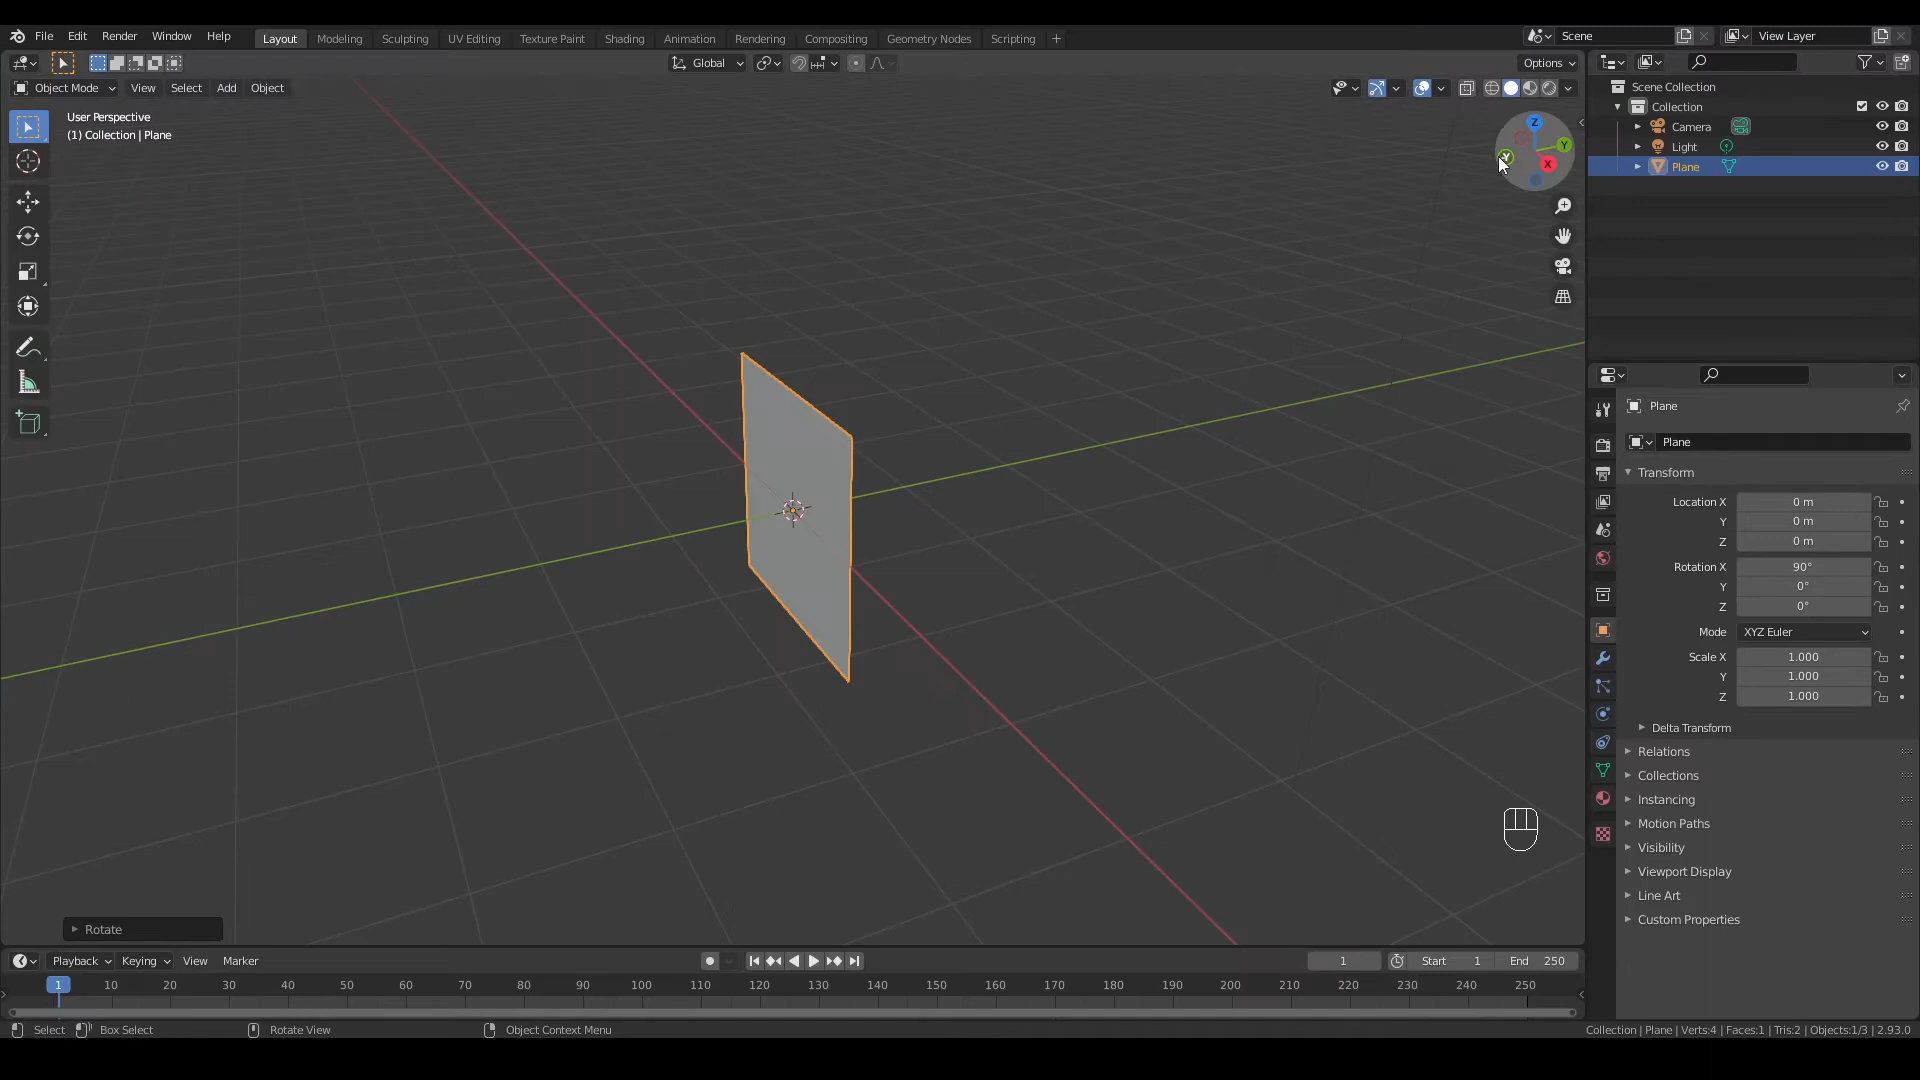 File Edit Render Window Help Layout Modeling Sculpting UV Editing Texture Paint Shading Animation Rendering Compositing Geometry Nodes Scripting + Scene View Layer
Global Options
Object Mode View Select Add Object
User Perspective
(1) Collection | Plane
Z
Y
Y
X
Scene Collection
Collection
Camera
Light
Plane
Plane
Plane
Transform
Location X 0 m
Y 0 m
Z 0 m
Rotation X 90°
Y 0°
Z 0°
Mode XYZ Euler
Scale X 1.000
Y 1.000
Z 1.000
Delta Transform
Relations
Collections
Instancing
Motion Paths
Visibility
Viewport Display
Line Art
Custom Properties
Rotate
Playback Keying View Marker 1 Start 1 End 250
1 10 20 30 40 50 60 70 80 90 100 110 120 130 140 150 160 170 180 190 200 210 220 230 240 250
Select Box Select Rotate View Object Context Menu Collection | Plane | Verts:4 | Faces:1 | Tris:2 | Objects:1/3 | 2.93.0